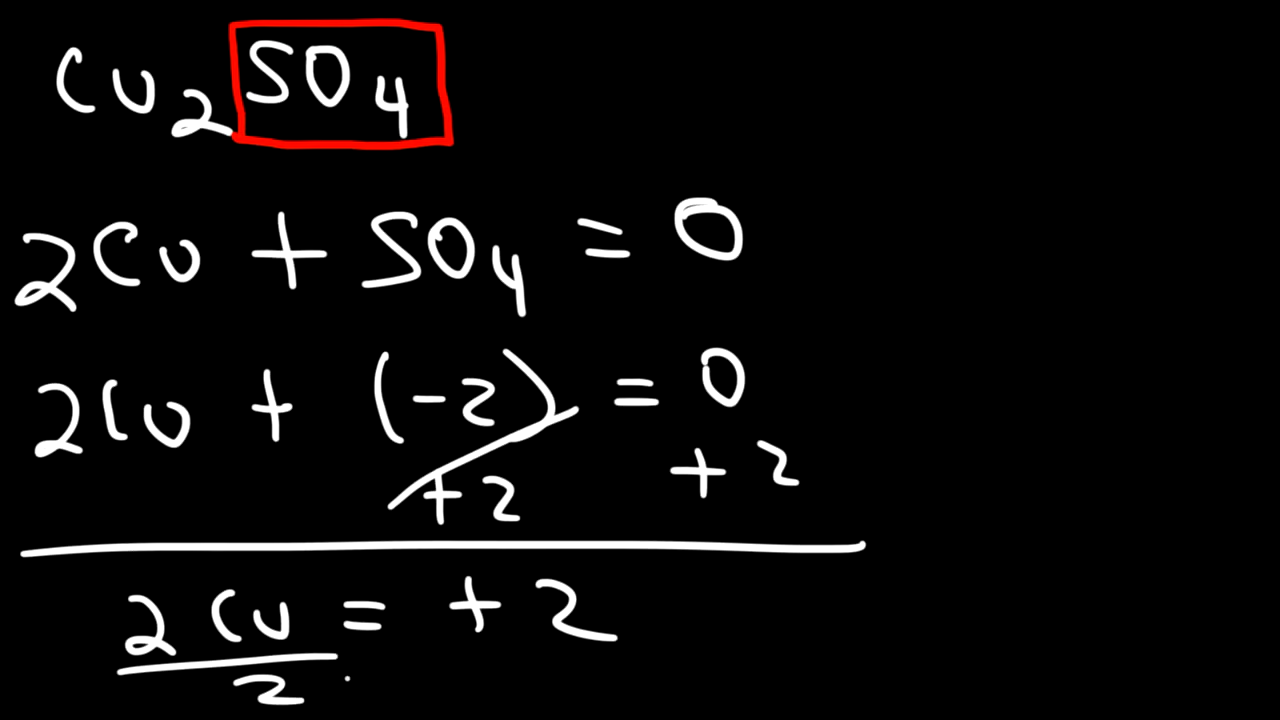 Cu₂SO₄
2Cu + SO₄ = 0
2Cu + (-2) = 0
+2 +2
2Cu = +2
2